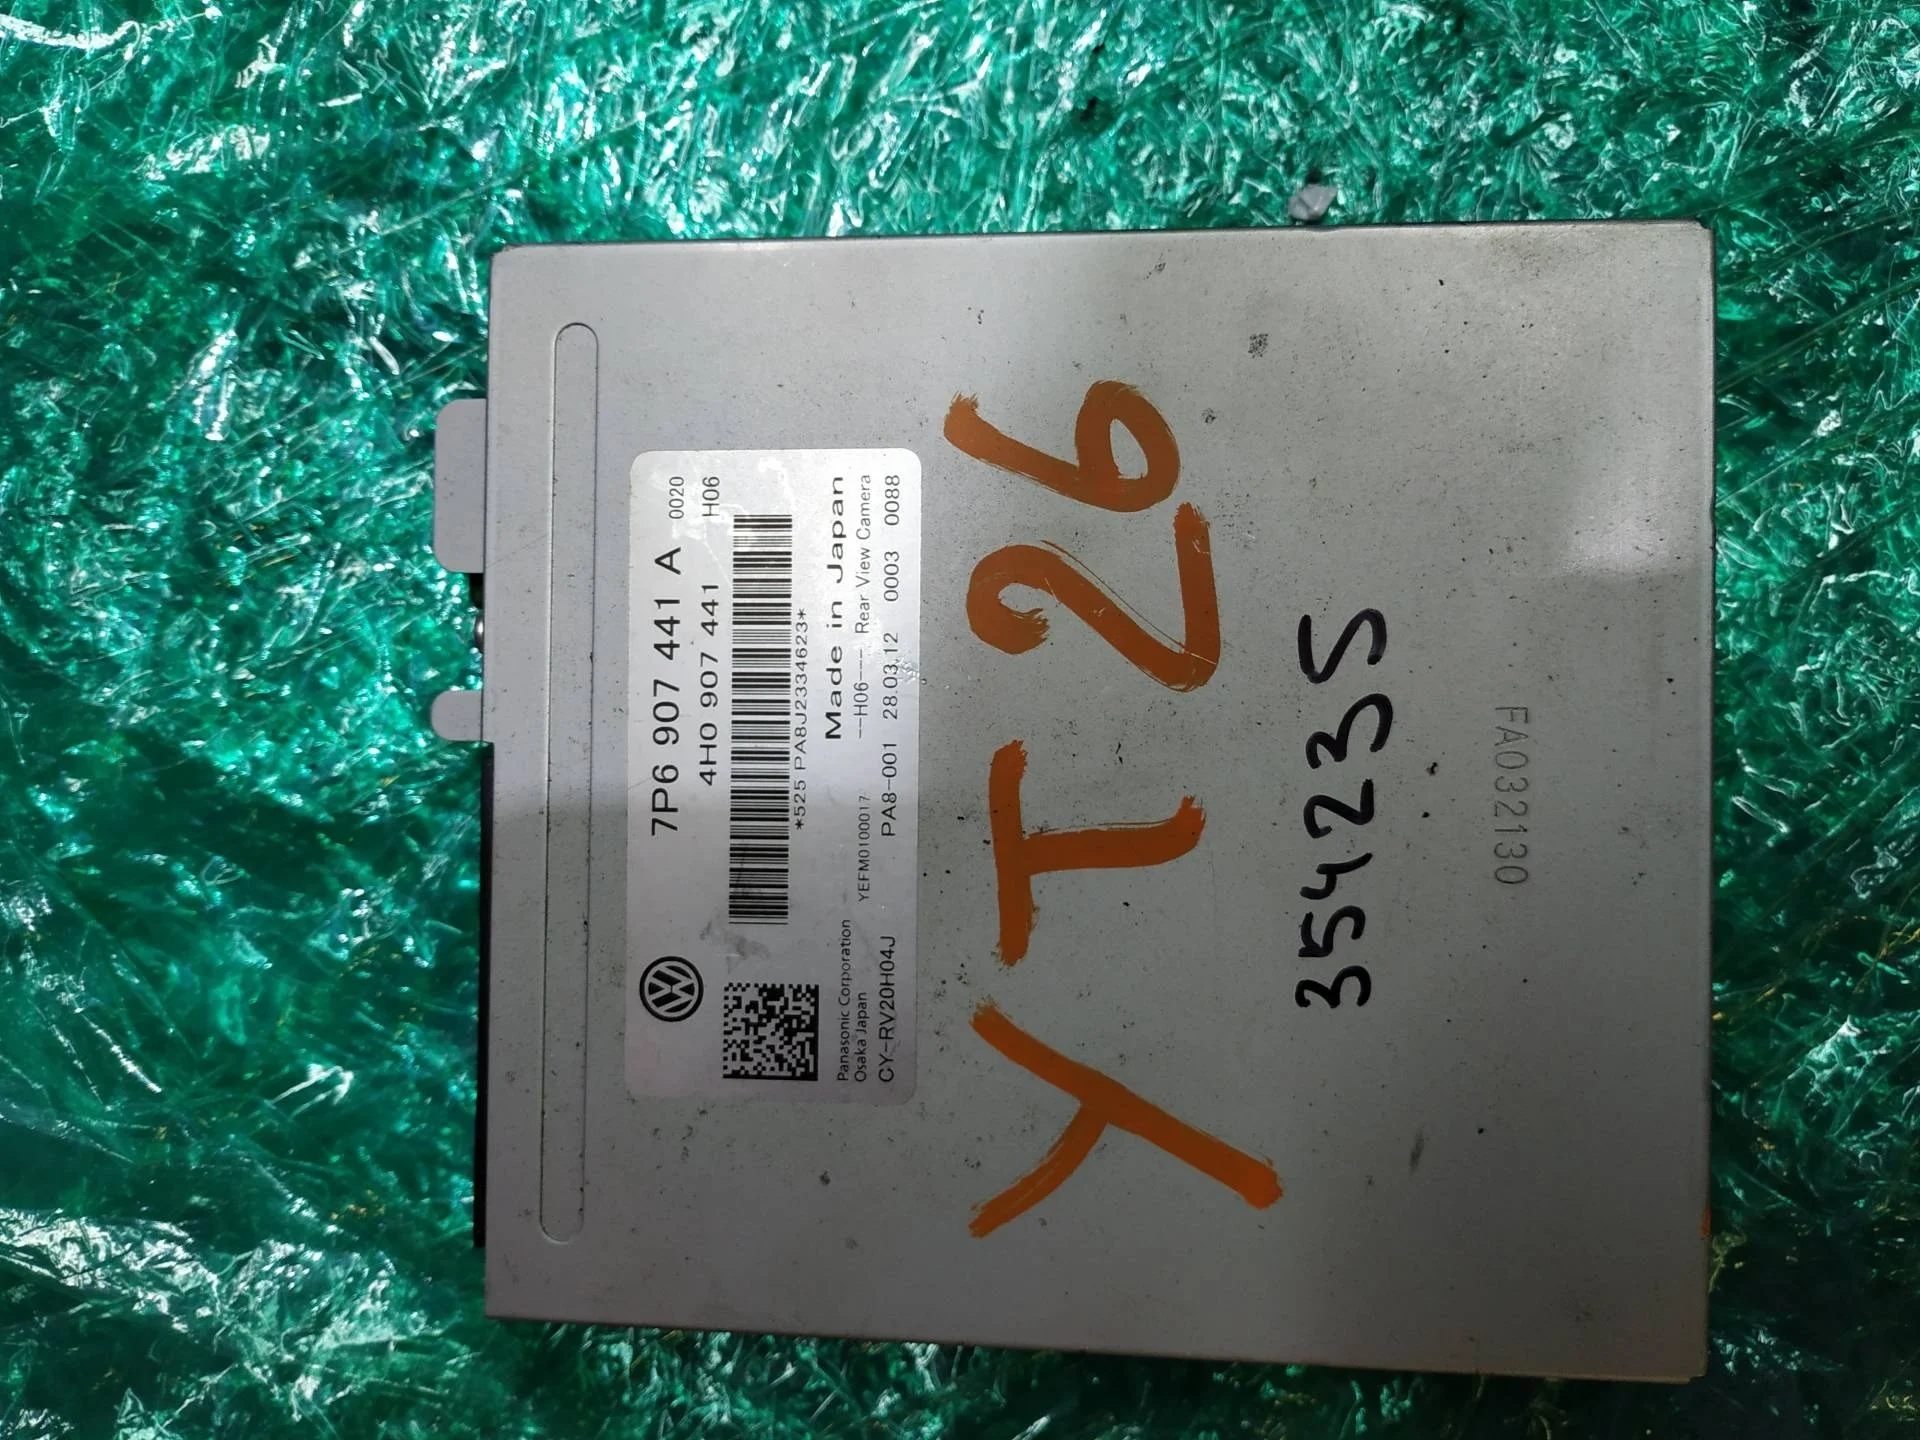 7P6 907 441 A 0020
4H0 907 441 H06
*525 PA8J2334623*
Made in Japan
Panasonic Corporation
Osaka Japan YEFM0100017 --H06---- Rear View Camera
CY-RV20H04J PA8-001 28.03.12 0003 0088
YT26
354235
FA032130